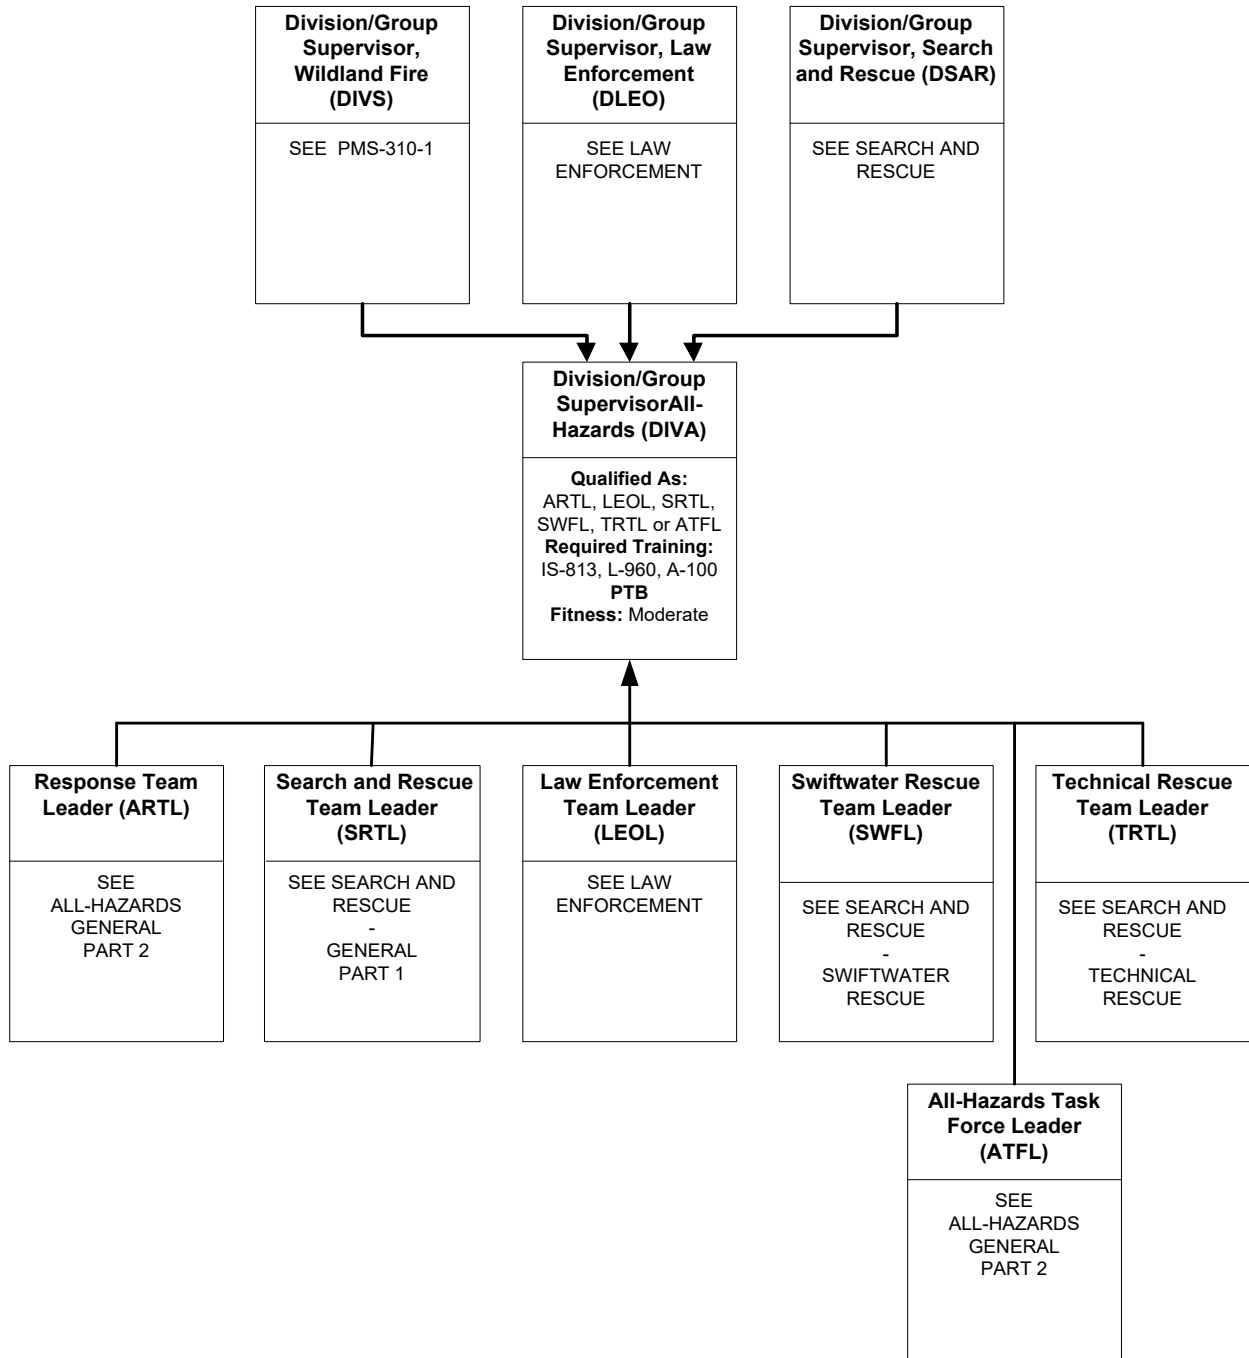 Division/Group
Supervisor,
Wildland Fire
(DIVS)
SEE PMS-310-1
Division/Group
Supervisor, Law
Enforcement
(DLEO)
SEE LAW
ENFORCEMENT
Division/Group
Supervisor, Search
and Rescue (DSAR)
SEE SEARCH AND
RESCUE
Division/Group
SupervisorAll-
Hazards (DIVA)
Qualified As:
ARTL, LEOL, SRTL,
SWFL, TRTL or ATFL
Required Training:
IS-813, L-960, A-100
PTB
Fitness: Moderate
Response Team
Leader (ARTL)
SEE
ALL-HAZARDS
GENERAL
PART 2
Search and Rescue
Team Leader
(SRTL)
SEE SEARCH AND
RESCUE
-
GENERAL
PART 1
Law Enforcement
Team Leader
(LEOL)
SEE LAW
ENFORCEMENT
Swiftwater Rescue
Team Leader
(SWFL)
SEE SEARCH AND
RESCUE
-
SWIFTWATER
RESCUE
Technical Rescue
Team Leader
(TRTL)
SEE SEARCH AND
RESCUE
-
TECHNICAL
RESCUE
All-Hazards Task
Force Leader
(ATFL)
SEE
ALL-HAZARDS
GENERAL
PART 2